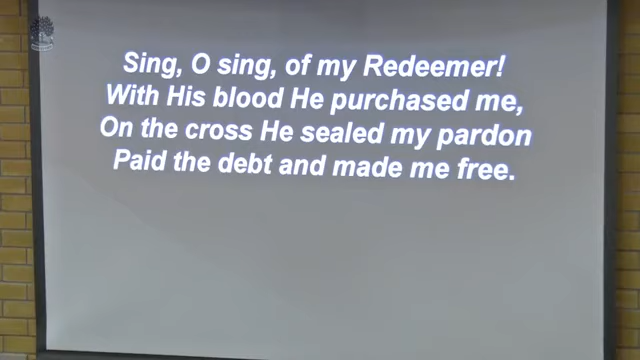 Sing, O sing, of my Redeemer!
With His blood He purchased me,
On the cross He sealed my pardon
Paid the debt and made me free.